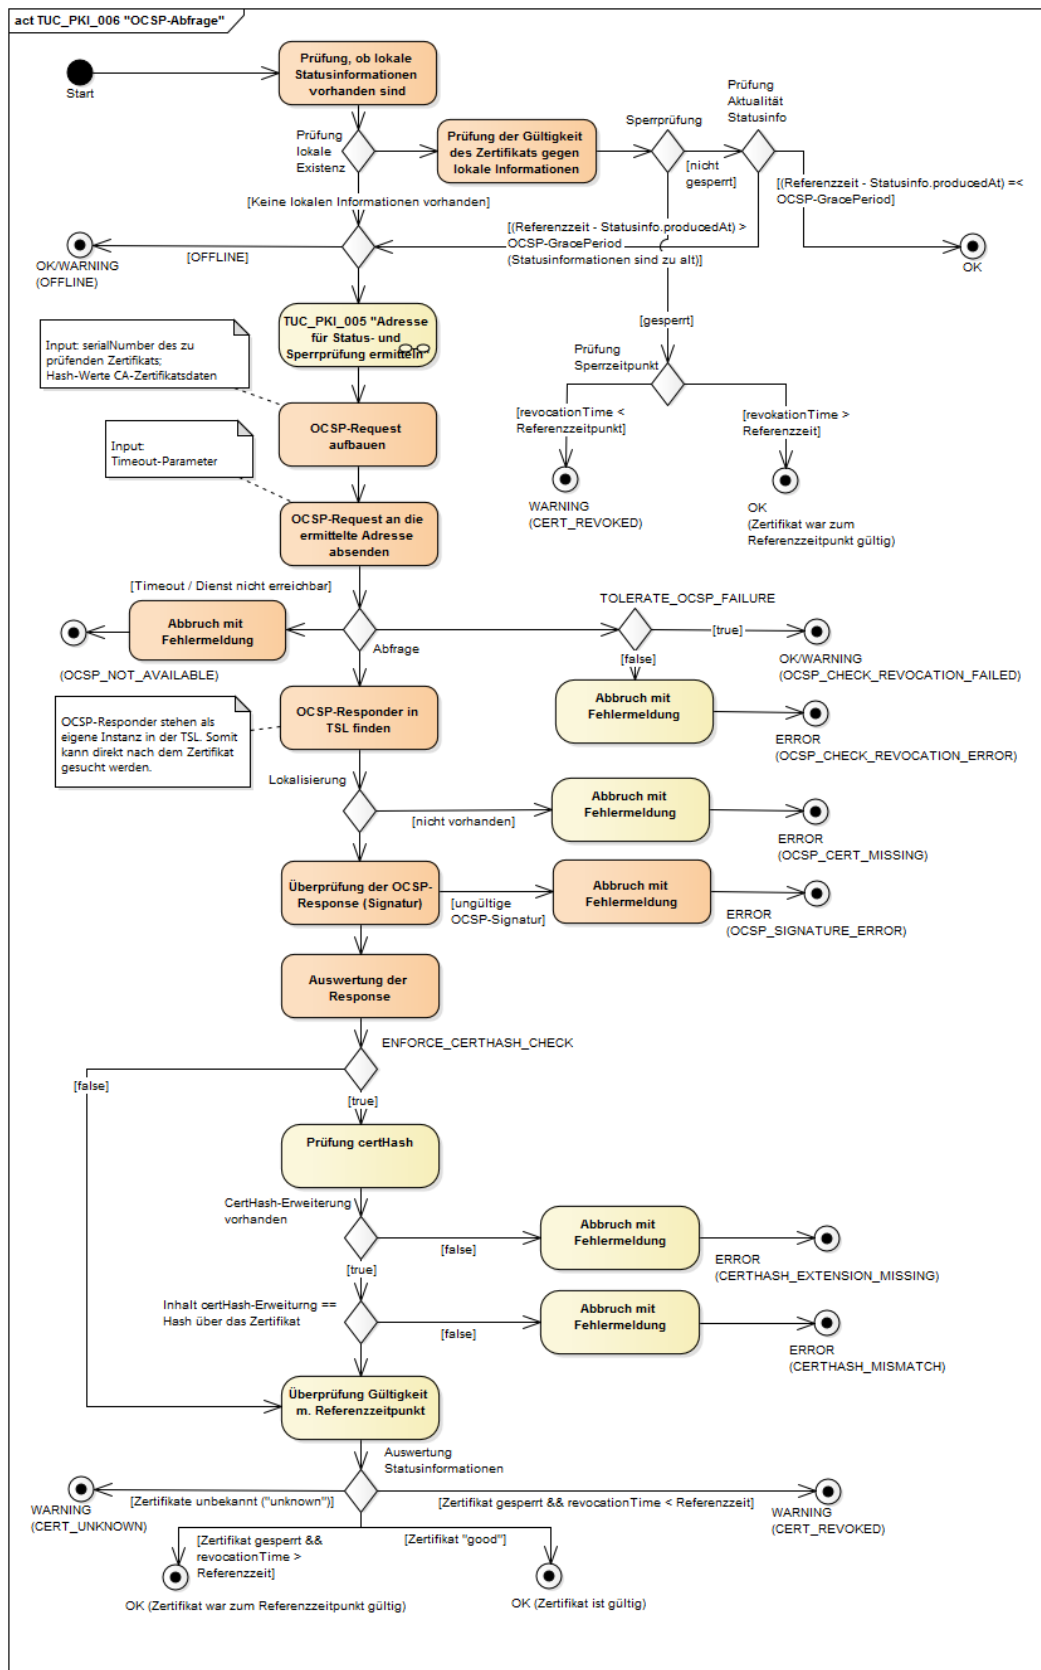 act TUC_PKI_006 "OCSP-Abfrage"
Start
Prüfung, ob lokale
Statusinformationen
vorhanden sind
Prüfung
lokale
Existenz
Prüfung der Gültigkeit
des Zertifikats gegen
lokale Informationen
Sperrprüfung
[nicht
gesperrt]
Prüfung
Aktualität
Statusinfo
[(Referenzzeit - Statusinfo.producedAt) =<
OCSP-GracePeriod]
OK
[Keine lokalen Informationen vorhanden]
[(Referenzzeit - Statusinfo.producedAt) >
OCSP-GracePeriod
(Statusinformationen sind zu alt)]
[OFFLINE]
OK/WARNING
(OFFLINE)
TUC_PKI_005 "Adresse
für Status- und
Sperrprüfung ermitteln"
[gesperrt]
Prüfung
Sperrzeitpunkt
[revocationTime <
Referenzzeitpunkt]
[revokationTime >
Referenzzeit]
WARNING
(CERT_REVOKED)
OK
(Zertifikat war zum
Referenzzeitpunkt gültig)
Input: serialNumber des zu
prüfenden Zertifikats;
Hash-Werte CA-Zertifikatsdaten
OCSP-Request
aufbauen
Input:
Timeout-Parameter
OCSP-Request an die
ermittelte Adresse
absenden
[Timeout / Dienst nicht erreichbar]
Abbruch mit
Fehlermeldung
(OCSP_NOT_AVAILABLE)
Abfrage
TOLERATE_OCSP_FAILURE
[true]
OK/WARNING
(OCSP_CHECK_REVOCATION_FAILED)
[false]
Abbruch mit
Fehlermeldung
ERROR
(OCSP_CHECK_REVOCATION_ERROR)
OCSP-Responder in
TSL finden
OCSP-Responder stehen als
eigene Instanz in der TSL. Somit
kann direkt nach dem Zertifikat
gesucht werden.
Lokalisierung
[nicht vorhanden]
Abbruch mit
Fehlermeldung
ERROR
(OCSP_CERT_MISSING)
Überprüfung der OCSP-
Response (Signatur)
[ungültige
OCSP-Signatur]
Abbruch mit
Fehlermeldung
ERROR
(OCSP_SIGNATURE_ERROR)
Auswertung der
Response
ENFORCE_CERTHASH_CHECK
[false]
[true]
Prüfung certHash
CertHash-Erweiterung
vorhanden
[false]
Abbruch mit
Fehlermeldung
ERROR
(CERTHASH_EXTENSION_MISSING)
[true]
Inhalt certHash-Erweiturng ==
Hash über das Zertifikat
[false]
Abbruch mit
Fehlermeldung
ERROR
(CERTHASH_MISMATCH)
Überprüfung Gültigkeit
m. Referenzzeitpunkt
Auswertung
Statusinformationen
[Zertifikate unbekannt ("unknown")]
WARNING
(CERT_UNKNOWN)
[Zertifikat gesperrt && revocationTime < Referenzzeit]
WARNING
(CERT_REVOKED)
[Zertifikat gesperrt &&
revocationTime >
Referenzzeit]
[Zertifikat "good"]
OK (Zertifikat war zum Referenzzeitpunkt gültig)
OK (Zertifikat ist gültig)